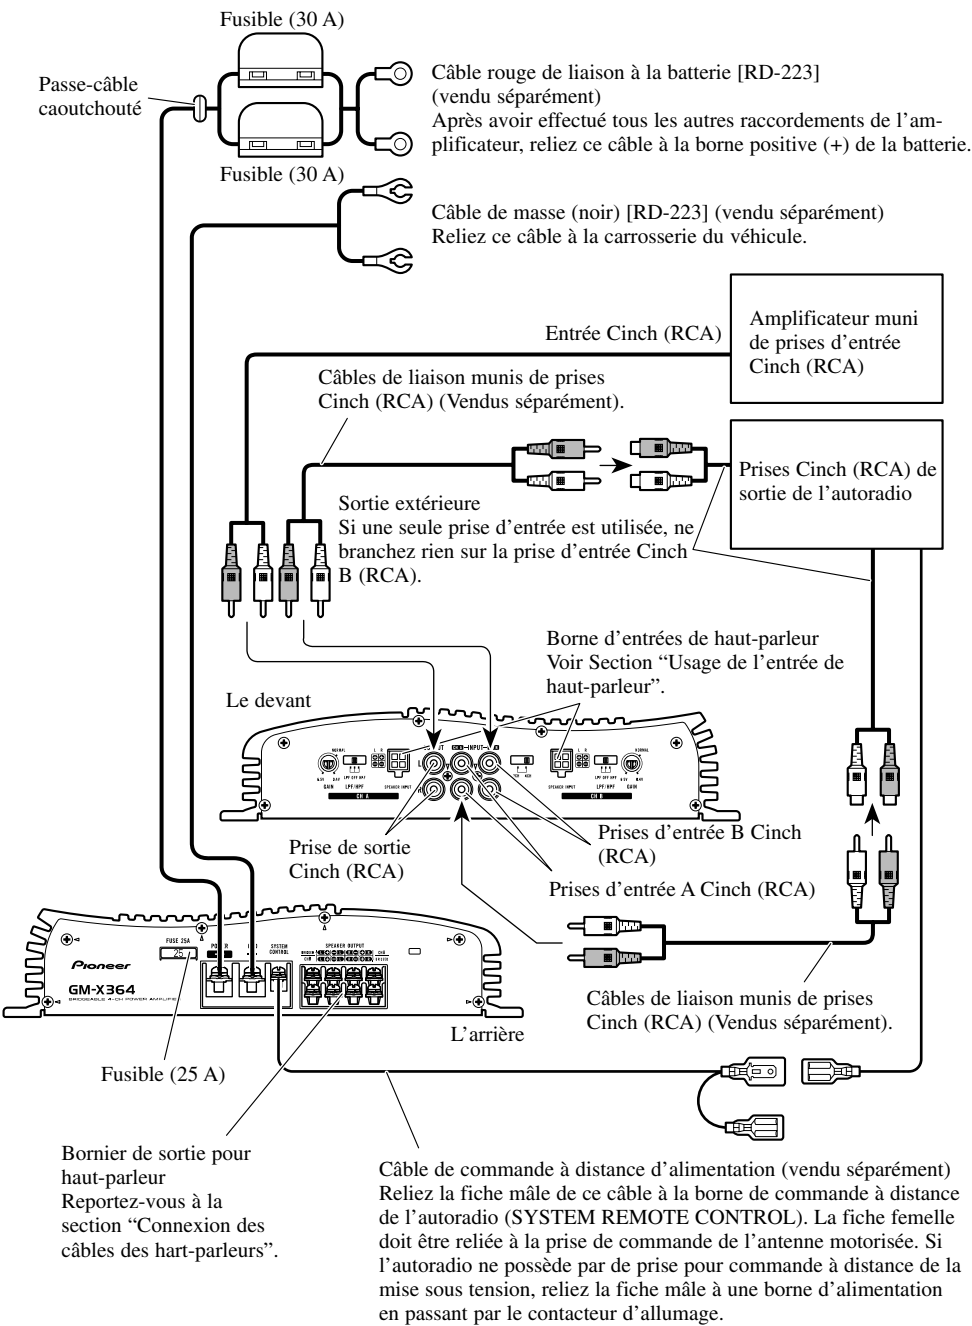 Fusible (30 A)
Passe-câble
caoutchouté
Câble rouge de liaison à la batterie [RD-223]
(vendu séparément)
Après avoir effectué tous les autres raccordements de l'am-
plificateur, reliez ce câble à la borne positive (+) de la batterie.
Fusible (30 A)
Câble de masse (noir) [RD-223] (vendu séparément)
Reliez ce câble à la carrosserie du véhicule.
Entrée Cinch (RCA)
Amplificateur muni
de prises d'entrée
Cinch (RCA)
Câbles de liaison munis de prises
Cinch (RCA) (Vendus séparément).
Prises Cinch (RCA) de
sortie de l'autoradio
Sortie extérieure
Si une seule prise d'entrée est utilisée, ne
branchez rien sur la prise d'entrée Cinch
B (RCA).
Borne d'entrées de haut-parleur
Voir Section “Usage de l'entrée de
haut-parleur”.
Le devant
NORMAL
L R
INPUT
L R
NORMAL
L
GAIN
LPF OFF HPF
LPF/HPF
SPEAKER INPUT
R
SPEAKER INPUT
LPF OFF HPF
LPF/HPF
GAIN
CH A
CH B
Prise de sortie
Cinch (RCA)
Prises d'entrée B Cinch
(RCA)
Prises d'entrée A Cinch (RCA)
FUSE 25A
25
POWER
SYSTEM
CONTROL
SPEAKER OUTPUT
Pioneer
GM-X364
BRIDGEABLE 4-CH POWER AMPLIFIER
L'arrière
Câbles de liaison munis de prises
Cinch (RCA) (Vendus séparément).
Fusible (25 A)
Bornier de sortie pour
haut-parleur
Reportez-vous à la
section “Connexion des
câbles des hart-parleurs”.
Câble de commande à distance d'alimentation (vendu séparément)
Reliez la fiche mâle de ce câble à la borne de commande à distance
de l'autoradio (SYSTEM REMOTE CONTROL). La fiche femelle
doit être reliée à la prise de commande de l'antenne motorisée. Si
l'autoradio ne possède par de prise pour commande à distance de la
mise sous tension, reliez la fiche mâle à une borne d'alimentation
en passant par le contacteur d'allumage.